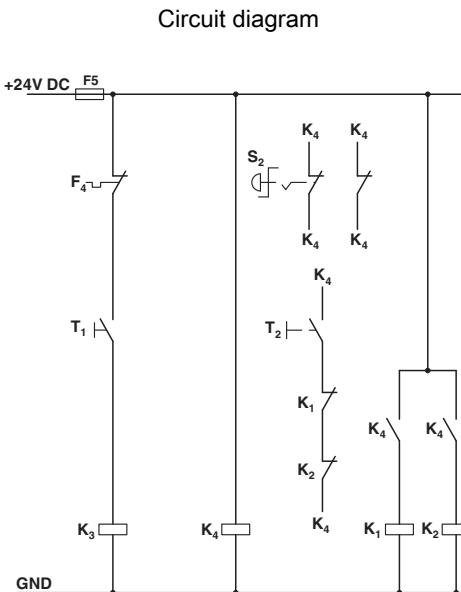 Circuit diagram
+24V DC F5
K₄ K₄
S₂
F₄
K₄ K₄
K₄
T₁ T₂
K₁
K₄ K₄
K₂
K₄
K₃ K₄ K₁ K₂
GND